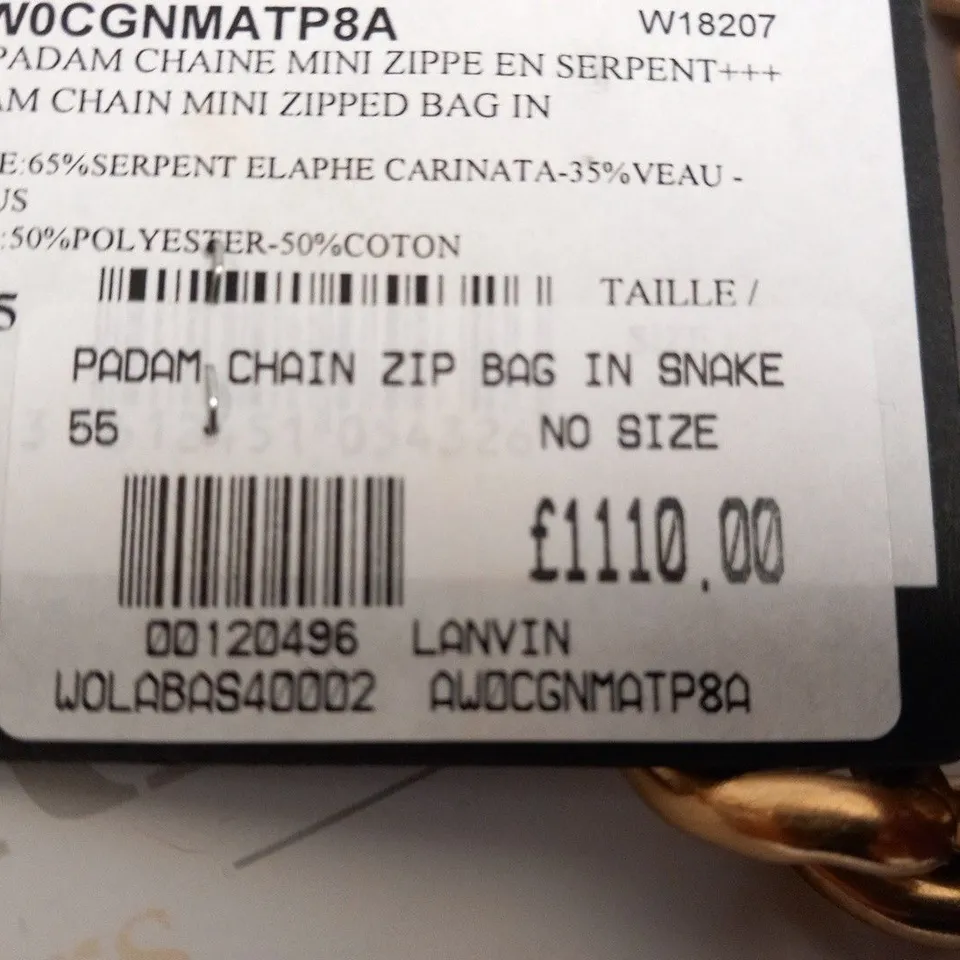 W0CGNMATP8A W18207
PADAM CHAINE MINI ZIPPE EN SERPENT+++
AM CHAIN MINI ZIPPED BAG IN
E:65%SERPENT ELAPHE CARINATA-35%VEAU -
US
:50%POLYESTER-50%COTON
5 TAILLE /
PADAM CHAIN ZIP BAG IN SNAKE
55 NO SIZE
£1110.00
00120496 LANVIN
WOLABAS40002 AW0CGNMATP8A